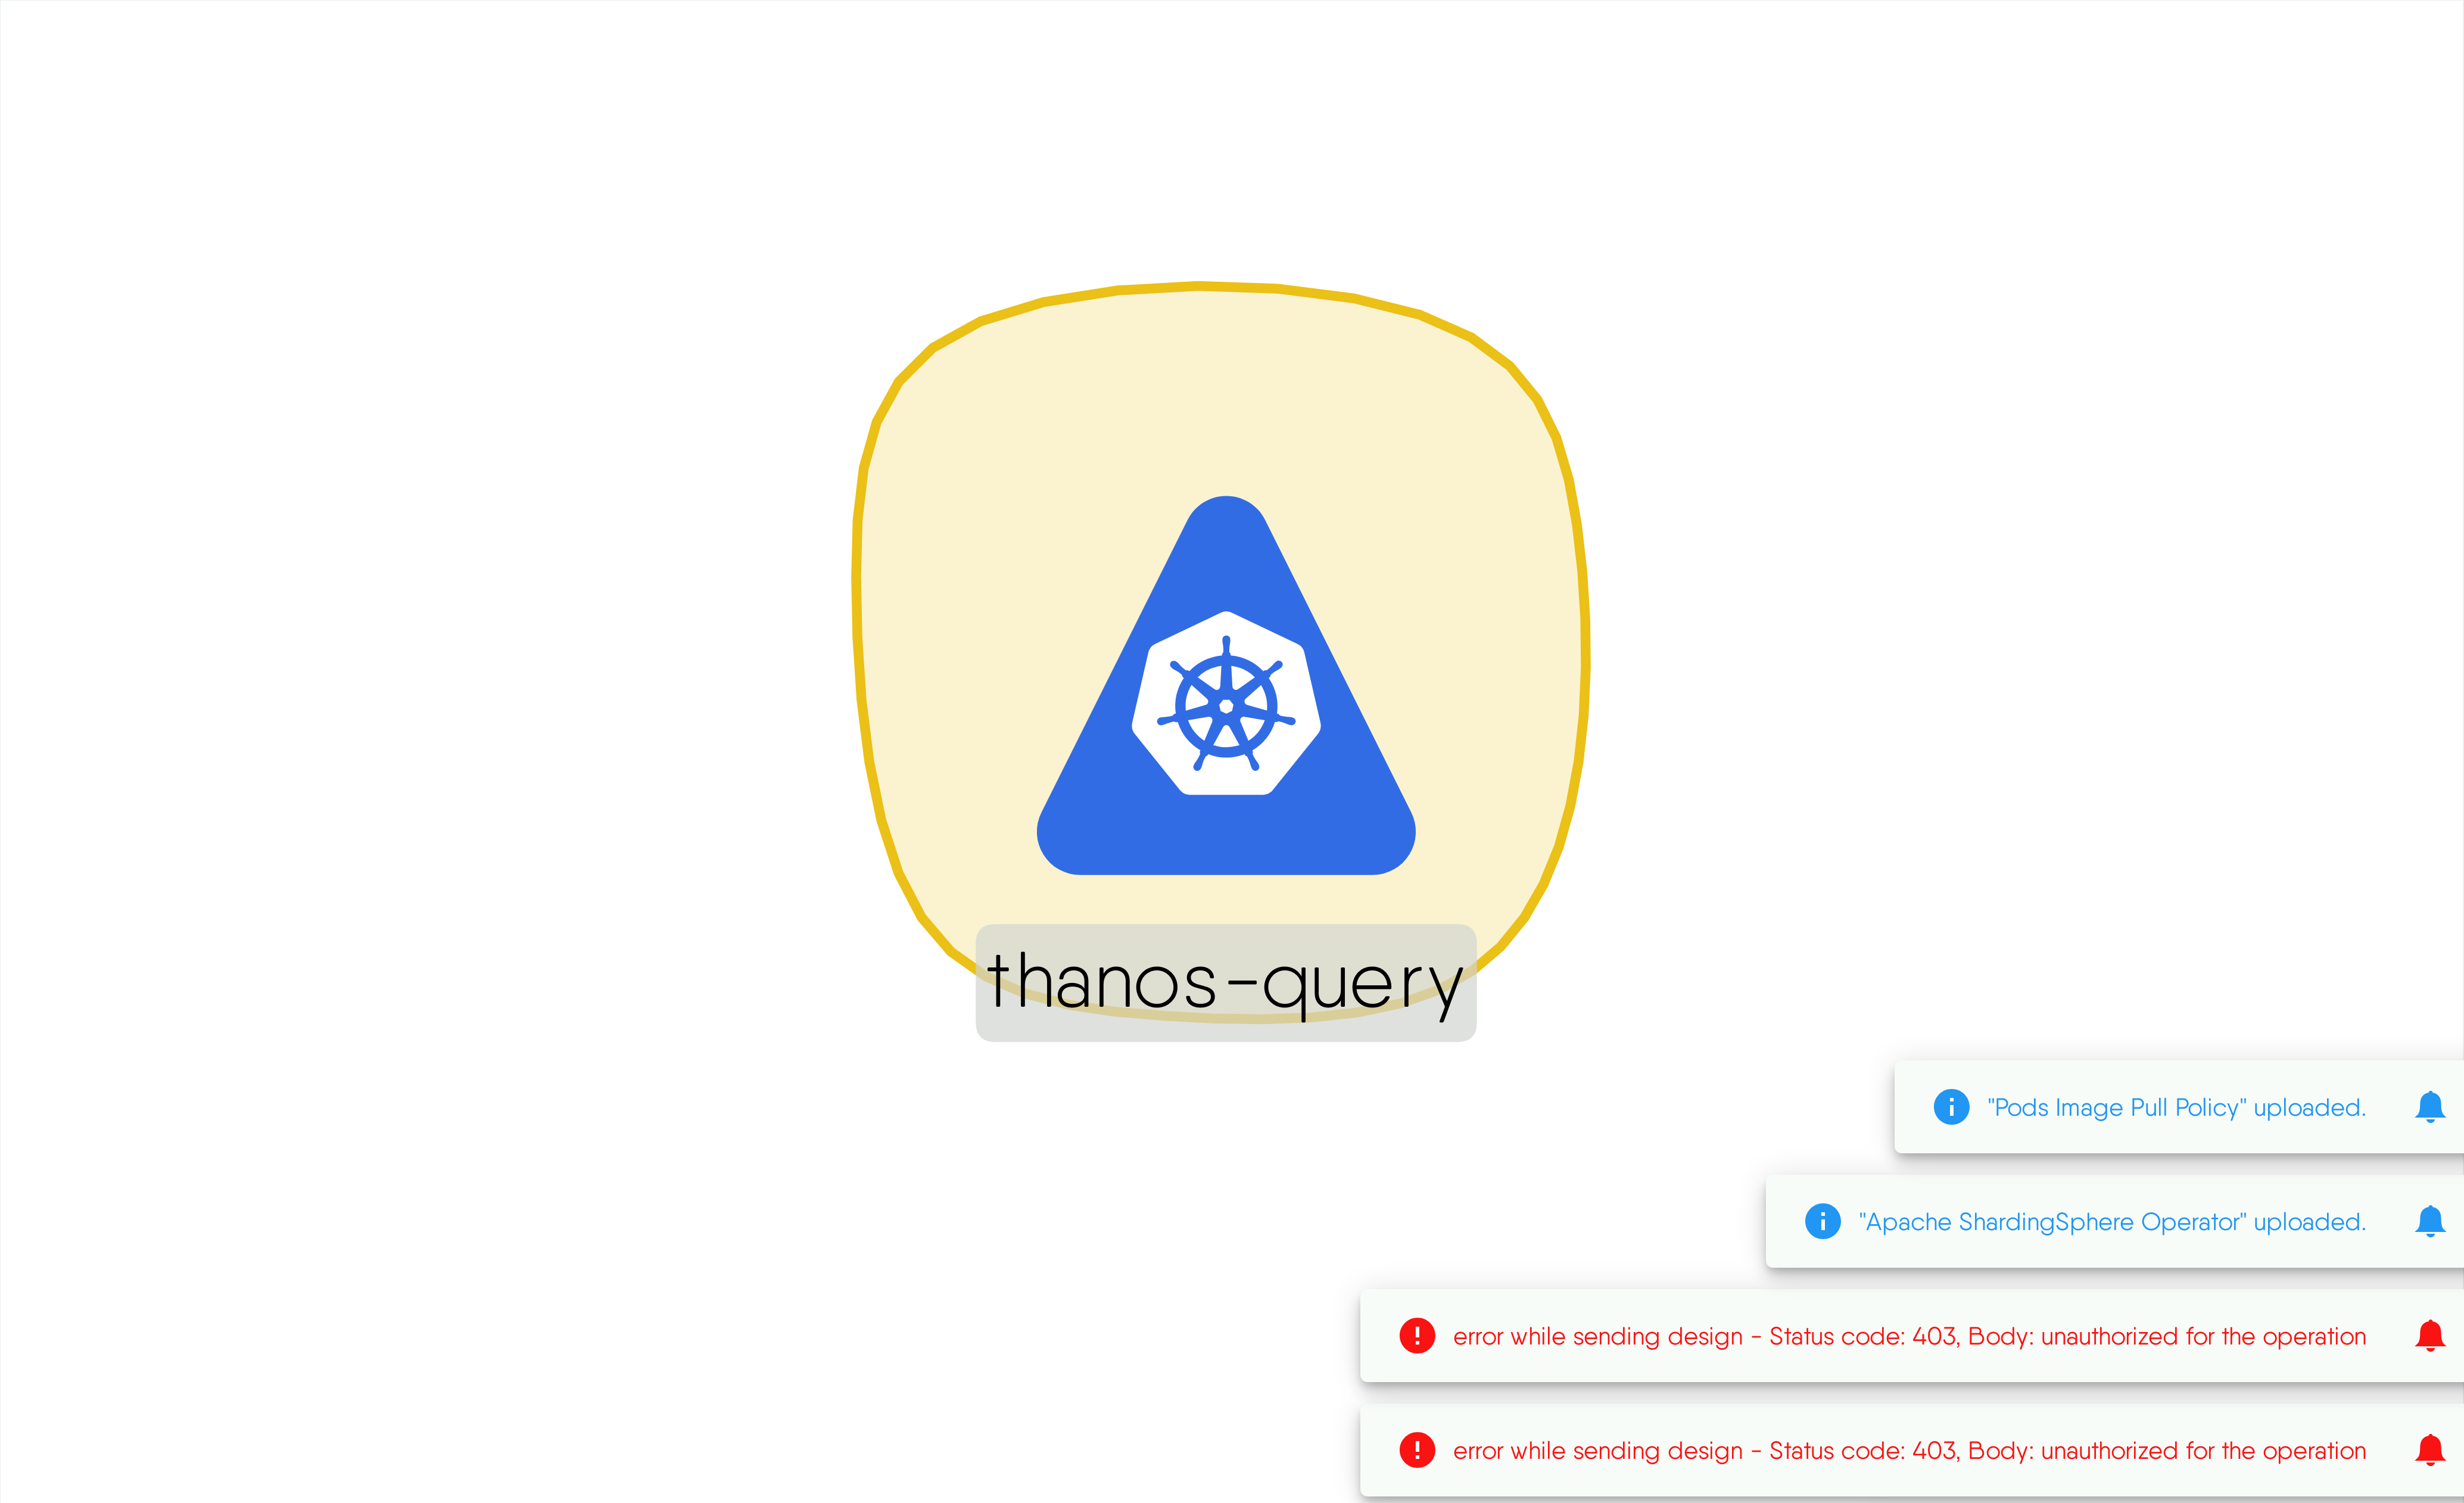 thanos-query
"Pods Image Pull Policy" uploaded.
"Apache ShardingSphere Operator" uploaded.
error while sending design - Status code: 403, Body: unauthorized for the operation
error while sending design - Status code: 403, Body: unauthorized for the operation